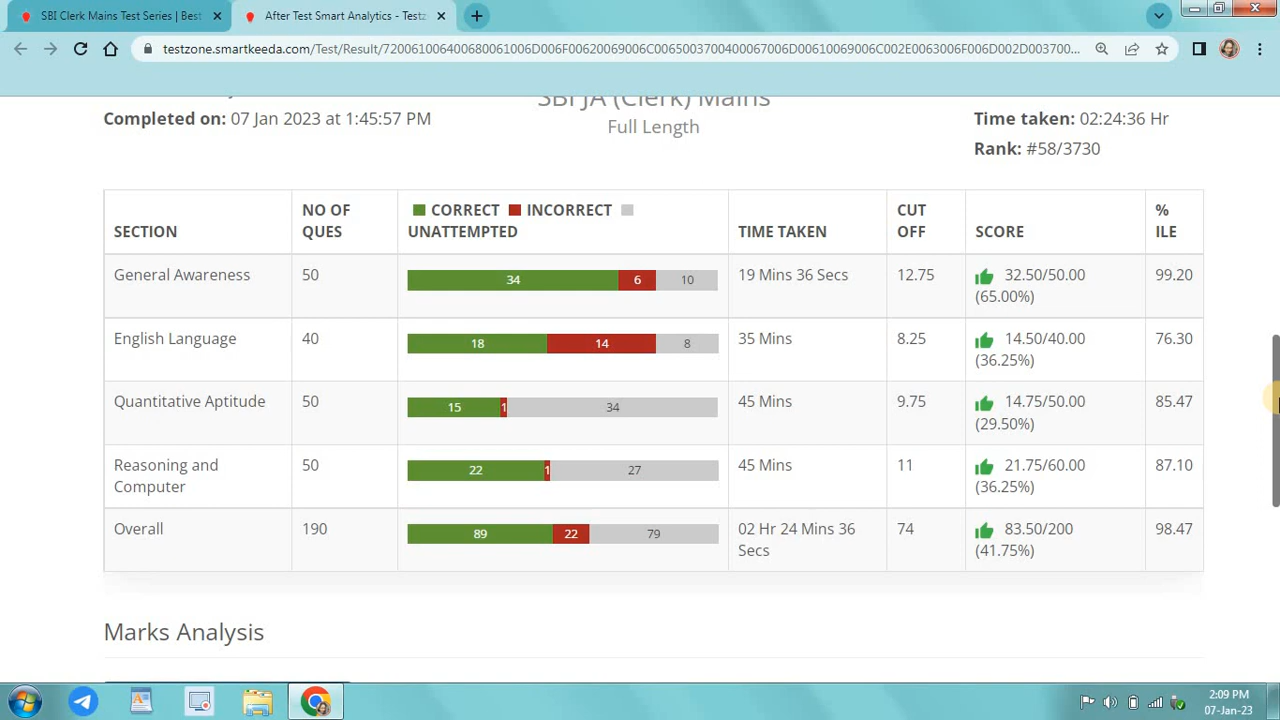 SBI Clerk Mains Test Series | Best
After Test Smart Analytics - Testz
testzone.smartkeeda.com/Test/Result/720061006400680061006D006F00620069006C0065003700400067006D00610069006C002E0063006F006D002D003700...
SBI JA (Clerk) Mains
Completed on: 07 Jan 2023 at 1:45:57 PM
Full Length
Time taken: 02:24:36 Hr
Rank: #58/3730
SECTION
NO OF
QUES
CORRECT INCORRECT
UNATTEMPTED
TIME TAKEN
CUT
OFF
SCORE
%
ILE
General Awareness 50 34 6 10 19 Mins 36 Secs 12.75 32.50/50.00 99.20
(65.00%)
English Language 40 18 14 8 35 Mins 8.25 14.50/40.00 76.30
(36.25%)
Quantitative Aptitude 50 15 1 34 45 Mins 9.75 14.75/50.00 85.47
(29.50%)
Reasoning and 50 22 1 27 45 Mins 11 21.75/60.00 87.10
Computer (36.25%)
Overall 190 89 22 79 02 Hr 24 Mins 36 74 83.50/200 98.47
Secs (41.75%)
Marks Analysis
2:09 PM
07-Jan-23